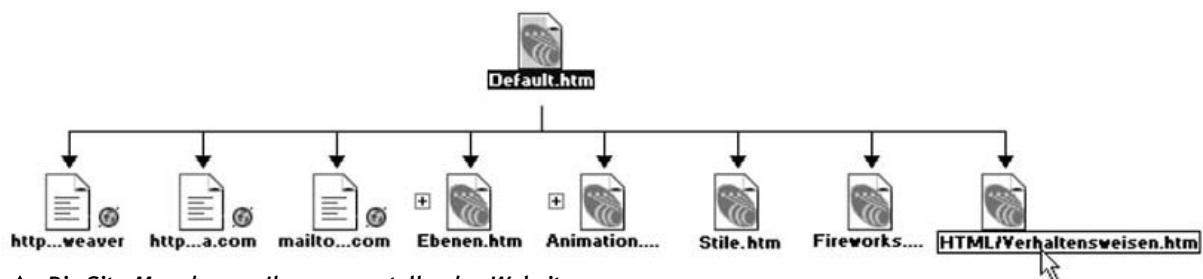 Default.htm
http...weaver
http...a.com
mailto...com
Ebenen.htm
Animation....
Stile.htm
Fireworks....
HTML/Verhaltensweisen.htm